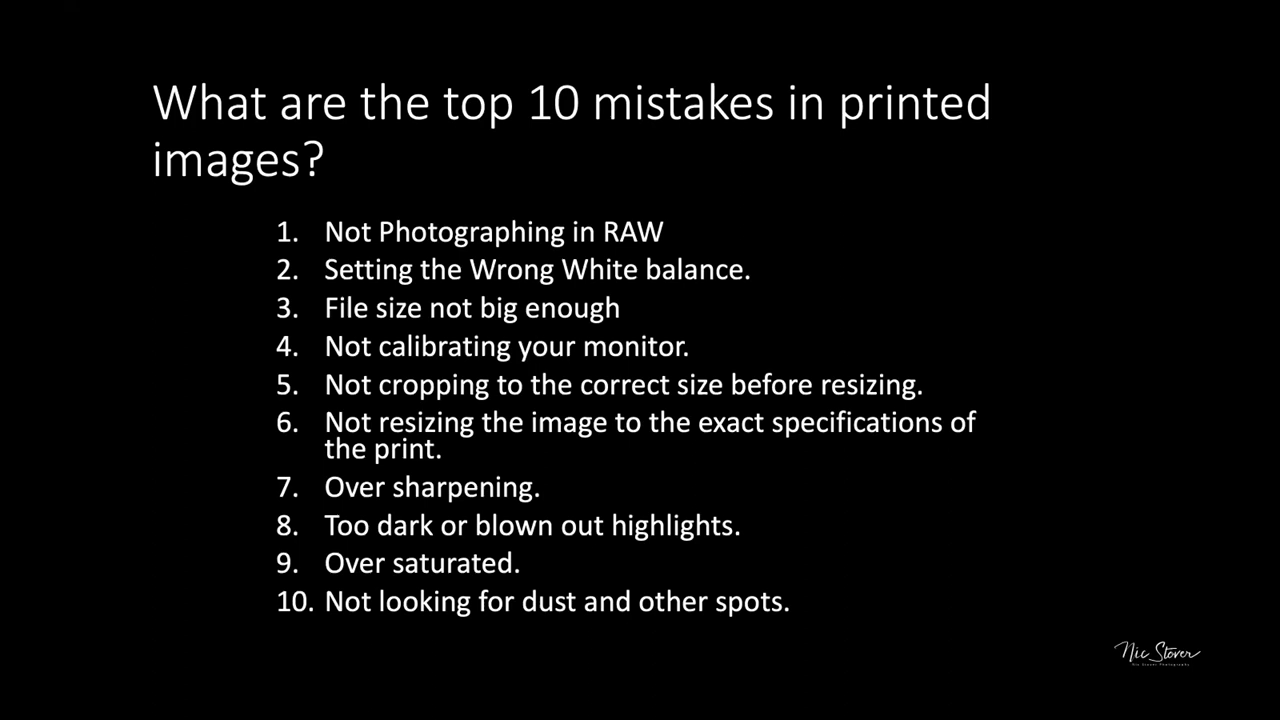 What are the top 10 mistakes in printed
images?
1. Not Photographing in RAW
2. Setting the Wrong White balance.
3. File size not big enough
4. Not calibrating your monitor.
5. Not cropping to the correct size before resizing.
6. Not resizing the image to the exact specifications of
the print.
7. Over sharpening.
8. Too dark or blown out highlights.
9. Over saturated.
10. Not looking for dust and other spots.
Nic Stover
Nic Stover Photography